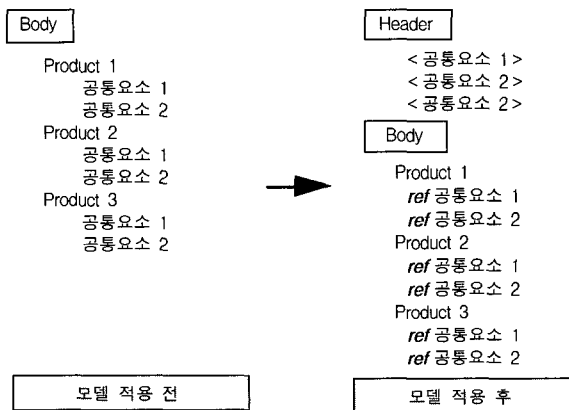 Body
Product 1
공통요소 1
공통요소 2
Product 2
공통요소 1
공통요소 2
Product 3
공통요소 1
공통요소 2
모델 적용 전
Header
< 공통요소 1>
< 공통요소 2>
< 공통요소 2>
Body
Product 1
ref 공통요소 1
ref 공통요소 2
Product 2
ref 공통요소 1
ref 공통요소 2
Product 3
ref 공통요소 1
ref 공통요소 2
모델 적용 후